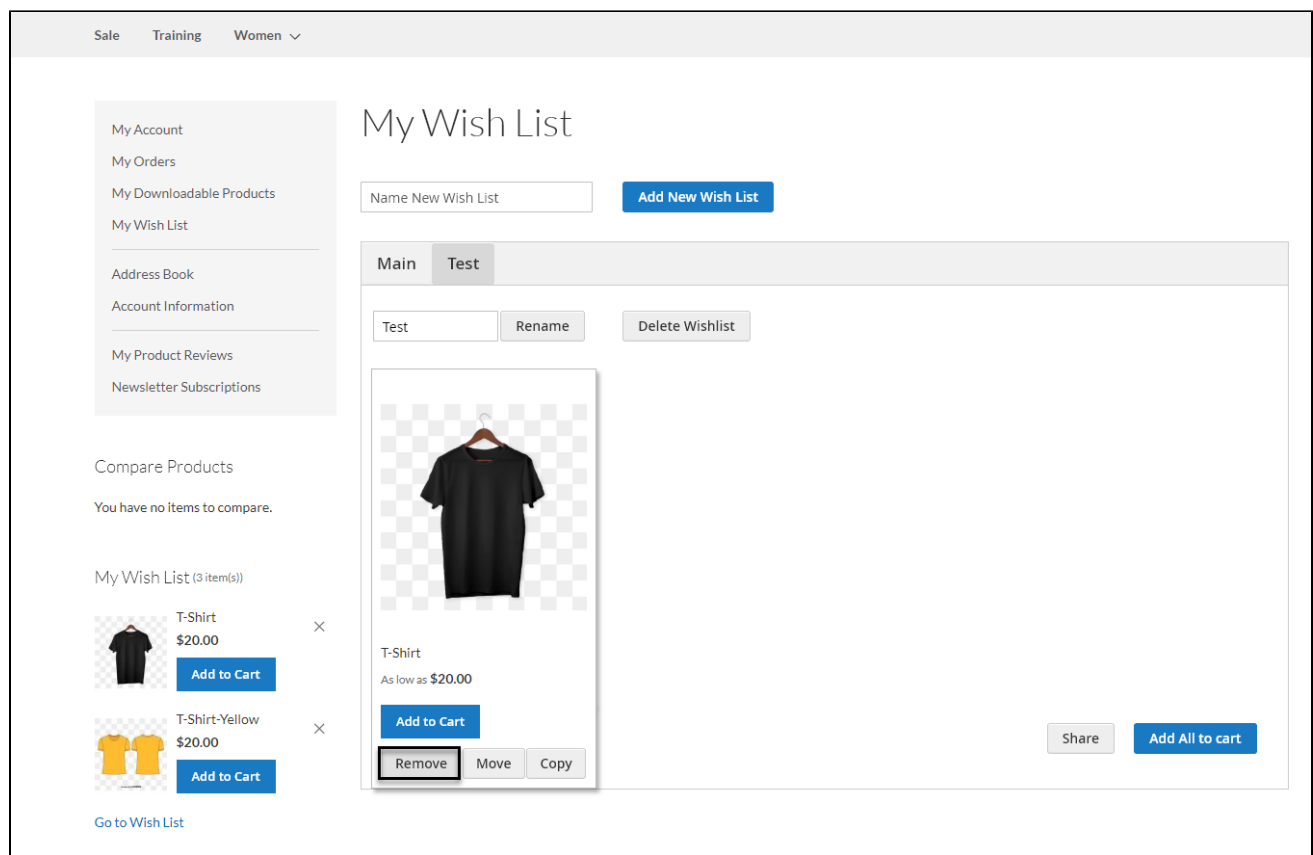 Sale Training Women
My Account
My Orders
My Downloadable Products
My Wish List
Address Book
Account Information
My Product Reviews
Newsletter Subscriptions
Compare Products
You have no items to compare.
My Wish List (3 item(s))
T-Shirt
$20.00
Add to Cart
T-Shirt-Yellow
$20.00
Add to Cart
Go to Wish List
My Wish List
Name New Wish List Add New Wish List
Main Test
Test Rename Delete Wishlist
T-Shirt
As low as $20.00
Add to Cart
Remove Move Copy
Share Add All to cart